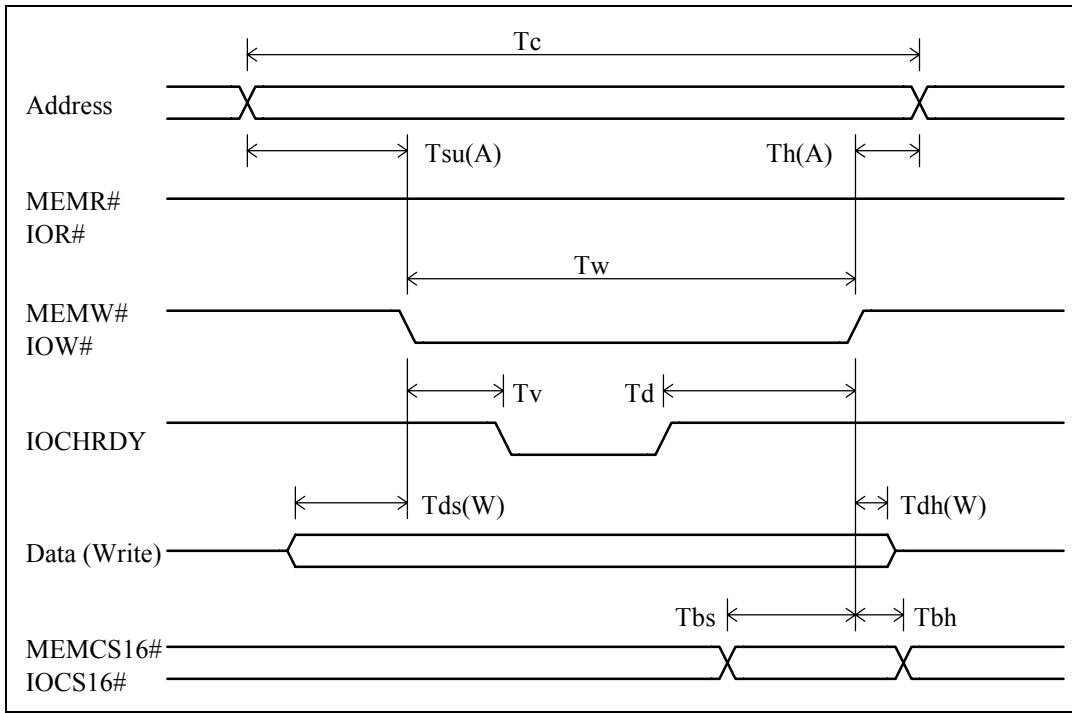 Tc
Address
Tsu(A) Th(A)
MEMR#
IOR#
Tw
MEMW#
IOW#
Tv Td
IOCHRDY
Tds(W) Tdh(W)
Data (Write)
Tbs Tbh
MEMCS16#
IOCS16#